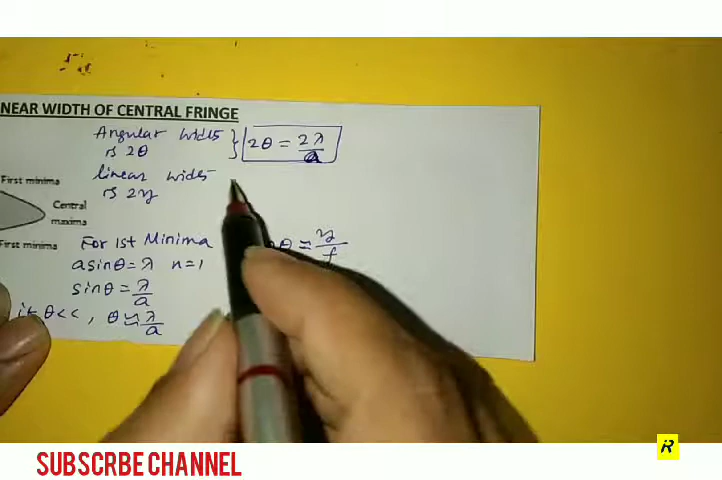 NEAR WIDTH OF CENTRAL FRINGE
Angular width
is 2θ
2θ = 2λ/a
linear width
is 2y
First minima
Central
maxima
First minima
For 1st Minima
a sinθ = λ n=1
sinθ = λ/a
if θ<<, θ ≈ λ/a
θ = y/f
R
SUBSCRBE CHANNEL